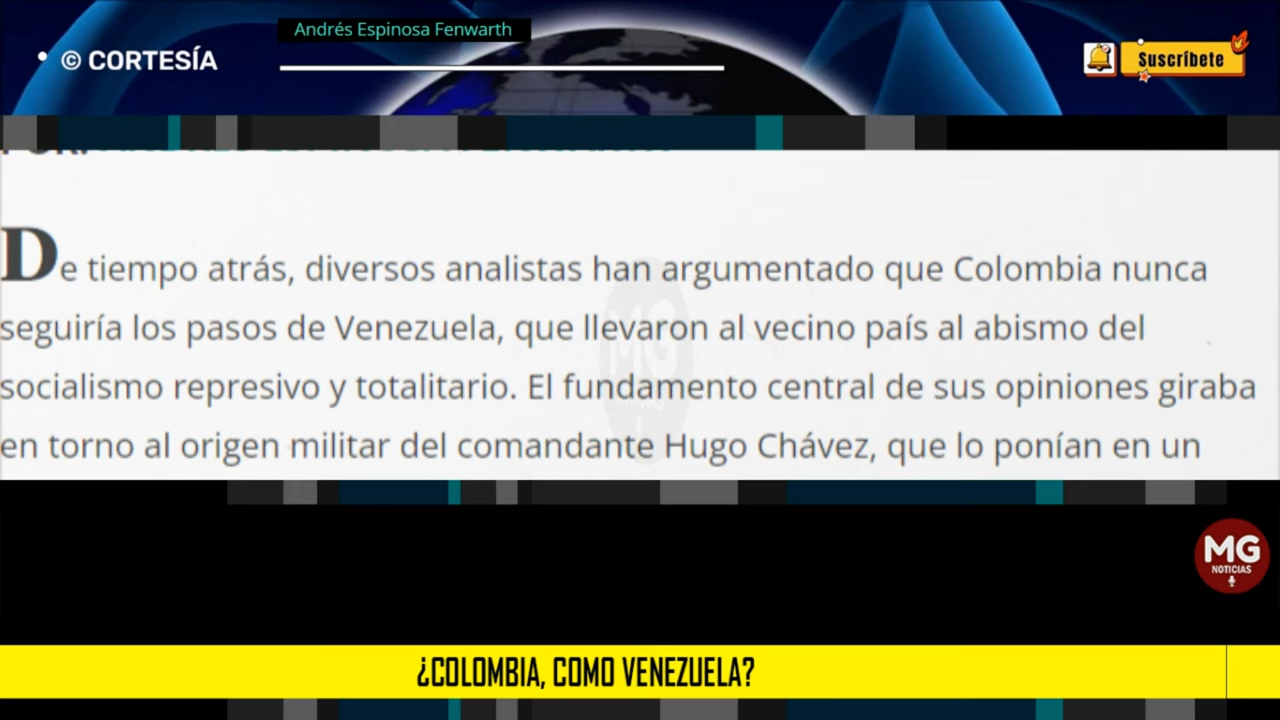 Andrés Espinosa Fenwarth
© CORTESÍA
Suscríbete
De tiempo atrás, diversos analistas han argumentado que Colombia nunca
seguiría los pasos de Venezuela, que llevaron al vecino país al abismo del
socialismo represivo y totalitario. El fundamento central de sus opiniones giraba
en torno al origen militar del comandante Hugo Chávez, que lo ponían en un
MG
MG
NOTICIAS
¿COLOMBIA, COMO VENEZUELA?